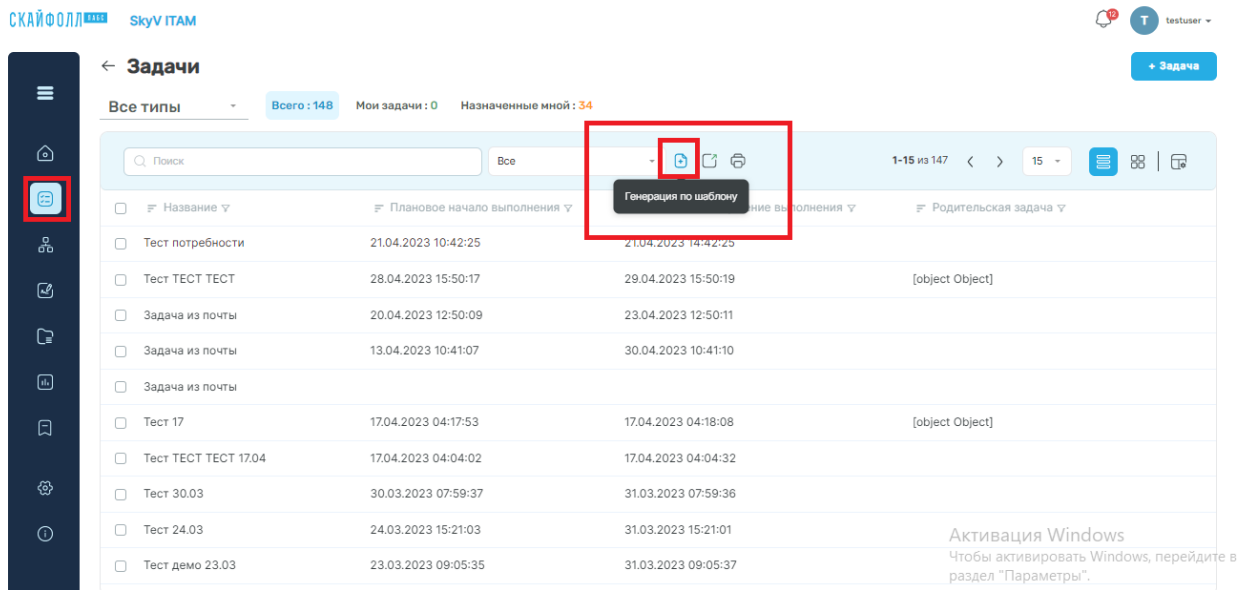 СКАЙФОЛЛ ЛАБС SkyV ITAM 12 T testuser
← Задачи + Задача
Все типы Всего : 148 Мои задачи : 0 Назначенные мной : 34
Поиск Все 1-15 из 147 15
Генерация по шаблону
Название Плановое начало выполнения ние выполнения Родительская задача
Тест потребности 21.04.2023 10:42:25 21.04.2023 14:42:25
Тест ТЕСТ ТЕСТ 28.04.2023 15:50:17 29.04.2023 15:50:19 [object Object]
Задача из почты 20.04.2023 12:50:09 23.04.2023 12:50:11
Задача из почты 13.04.2023 10:41:07 30.04.2023 10:41:10
Задача из почты
Тест 17 17.04.2023 04:17:53 17.04.2023 04:18:08 [object Object]
Тест ТЕСТ ТЕСТ 17.04 17.04.2023 04:04:02 17.04.2023 04:04:32
Тест 30.03 30.03.2023 07:59:37 31.03.2023 07:59:36
Тест 24.03 24.03.2023 15:21:03 31.03.2023 15:21:01
Тест демо 23.03 23.03.2023 09:05:35 31.03.2023 09:05:37
Активация Windows
Чтобы активировать Windows, перейдите в
раздел "Параметры".